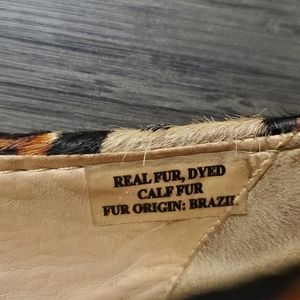 REAL FUR, DYED
CALF FUR
FUR ORIGIN: BRAZIL